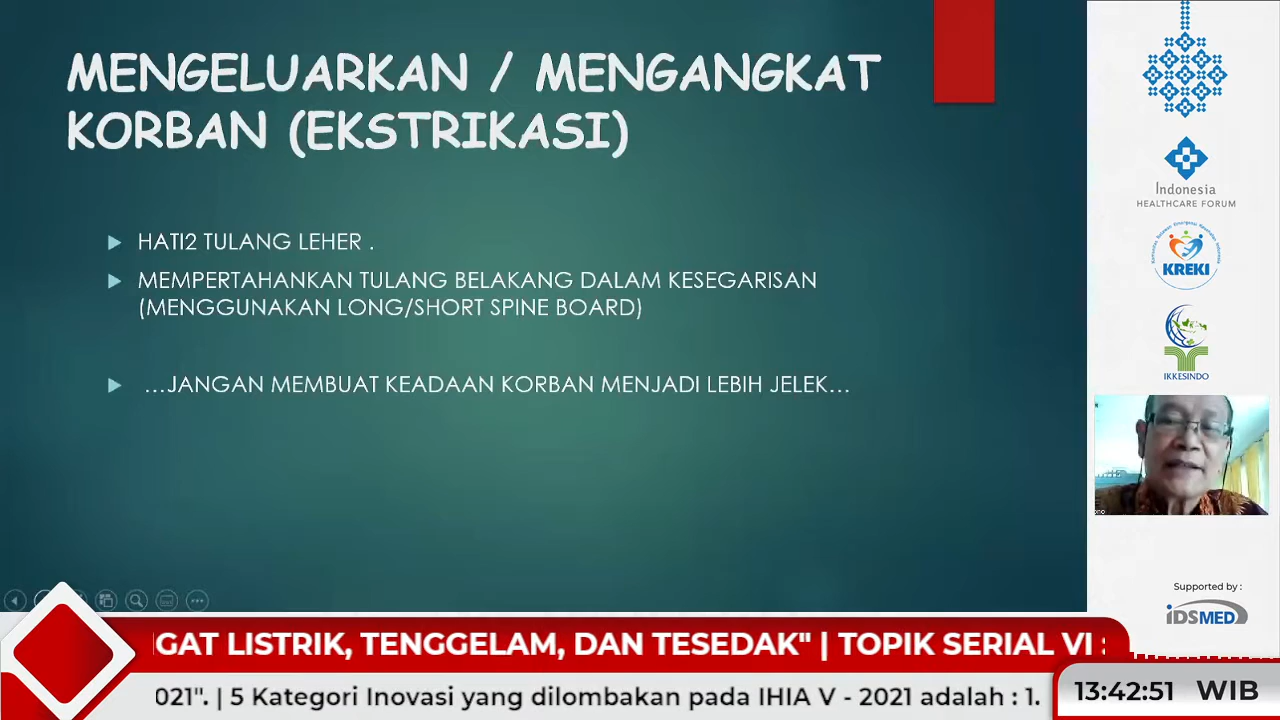 MENGELUARKAN / MENGANGKAT
KORBAN (EKSTRIKASI)
HATI2 TULANG LEHER .
MEMPERTAHANKAN TULANG BELAKANG DALAM KESEGARISAN
(MENGGUNAKAN LONG/SHORT SPINE BOARD)
...JANGAN MEMBUAT KEADAAN KORBAN MENJADI LEBIH JELEK...
Indonesia
HEALTHCARE FORUM
KREKI
IKKESINDO
Supported by :
iDSMED
GAT LISTRIK, TENGGELAM, DAN TESEDAK" | TOPIK SERIAL VI :
021". | 5 Kategori Inovasi yang dilombakan pada IHIA V - 2021 adalah : 1.
13:42:51 WIB